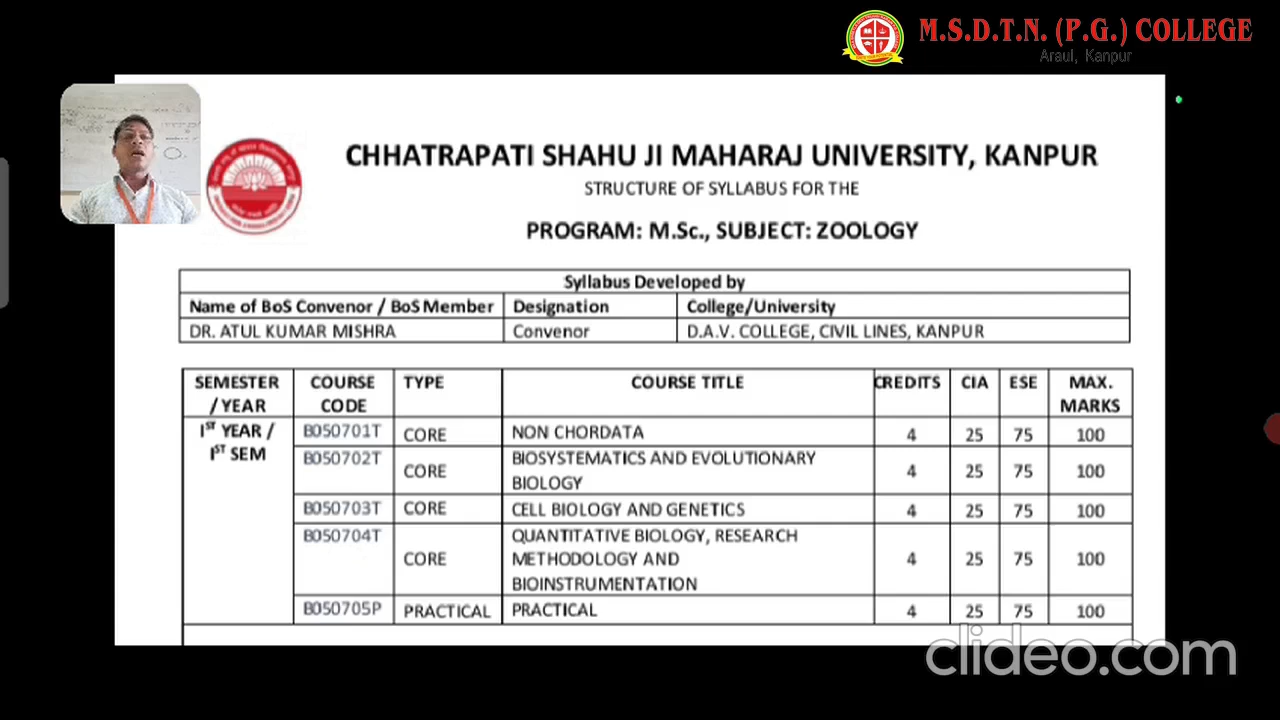 M.S.D.T.N. (P.G.) COLLEGE
Araul, Kanpur
CHHATRAPATI SHAHU JI MAHARAJ UNIVERSITY, KANPUR
STRUCTURE OF SYLLABUS FOR THE
PROGRAM: M.Sc., SUBJECT: ZOOLOGY
Syllabus Developed by
Name of BoS Convenor / BoS Member Designation College/University
DR. ATUL KUMAR MISHRA Convenor D.A.V. COLLEGE, CIVIL LINES, KANPUR
SEMESTER / YEAR COURSE CODE TYPE COURSE TITLE CREDITS CIA ESE MAX. MARKS
IST YEAR / IST SEM B050701T CORE NON CHORDATA 4 25 75 100
B050702T CORE BIOSYSTEMATICS AND EVOLUTIONARY BIOLOGY 4 25 75 100
B050703T CORE CELL BIOLOGY AND GENETICS 4 25 75 100
B050704T CORE QUANTITATIVE BIOLOGY, RESEARCH METHODOLOGY AND BIOINSTRUMENTATION 4 25 75 100
B050705P PRACTICAL PRACTICAL 4 25 75 100
clideo.com